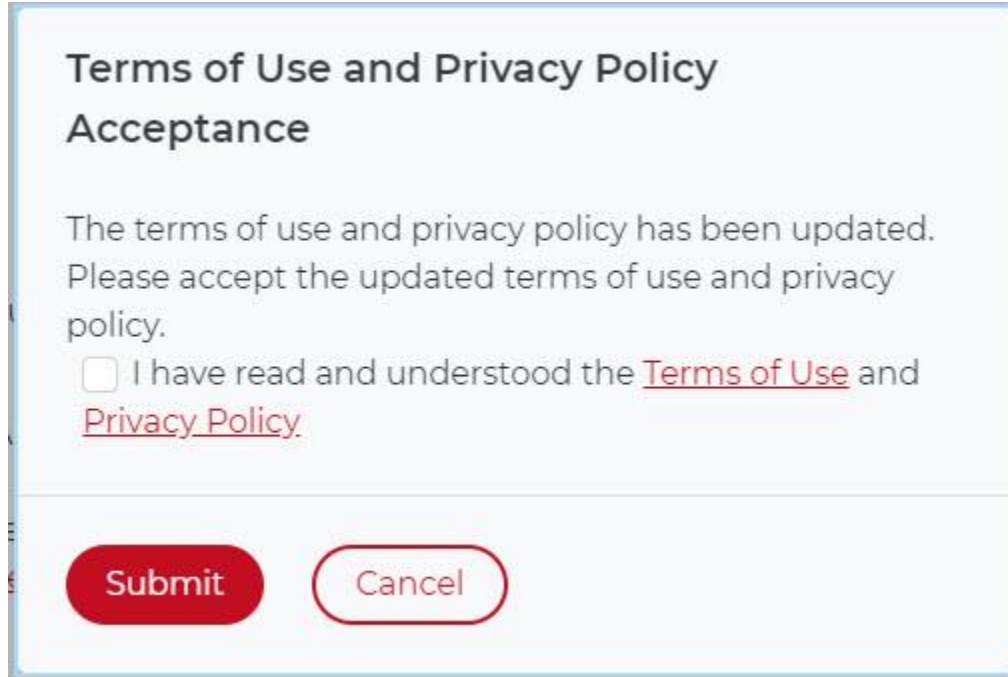 Terms of Use and Privacy Policy
Acceptance
The terms of use and privacy policy has been updated.
Please accept the updated terms of use and privacy
policy.
I have read and understood the Terms of Use and
Privacy Policy
Submit Cancel